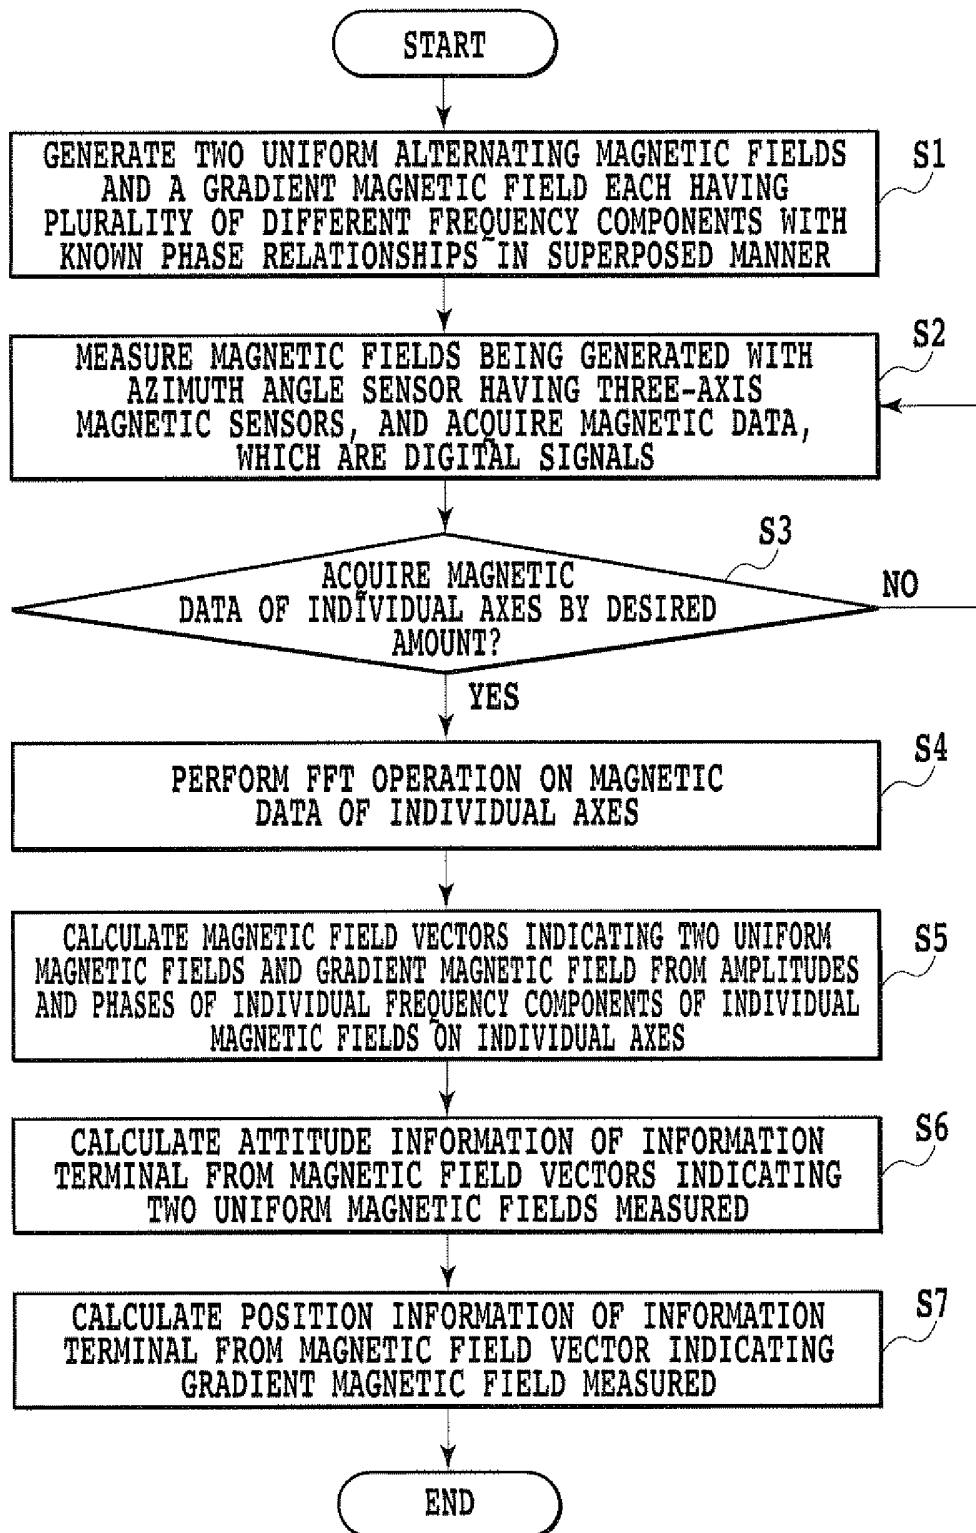 START
GENERATE TWO UNIFORM ALTERNATING MAGNETIC FIELDS
AND A GRADIENT MAGNETIC FIELD EACH HAVING
PLURALITY OF DIFFERENT FREQUENCY COMPONENTS WITH
KNOWN PHASE RELATIONSHIPS IN SUPERPOSED MANNER
S1
MEASURE MAGNETIC FIELDS BEING GENERATED WITH
AZIMUTH ANGLE SENSOR HAVING THREE-AXIS
MAGNETIC SENSORS, AND ACQUIRE MAGNETIC DATA,
WHICH ARE DIGITAL SIGNALS
S2
ACQUIRE MAGNETIC
DATA OF INDIVIDUAL AXES BY DESIRED
AMOUNT?
S3
NO
YES
PERFORM FFT OPERATION ON MAGNETIC
DATA OF INDIVIDUAL AXES
S4
CALCULATE MAGNETIC FIELD VECTORS INDICATING TWO UNIFORM
MAGNETIC FIELDS AND GRADIENT MAGNETIC FIELD FROM AMPLITUDES
AND PHASES OF INDIVIDUAL FREQUENCY COMPONENTS OF INDIVIDUAL
MAGNETIC FIELDS ON INDIVIDUAL AXES
S5
CALCULATE ATTITUDE INFORMATION OF INFORMATION
TERMINAL FROM MAGNETIC FIELD VECTORS INDICATING
TWO UNIFORM MAGNETIC FIELDS MEASURED
S6
CALCULATE POSITION INFORMATION OF INFORMATION
TERMINAL FROM MAGNETIC FIELD VECTOR INDICATING
GRADIENT MAGNETIC FIELD MEASURED
S7
END